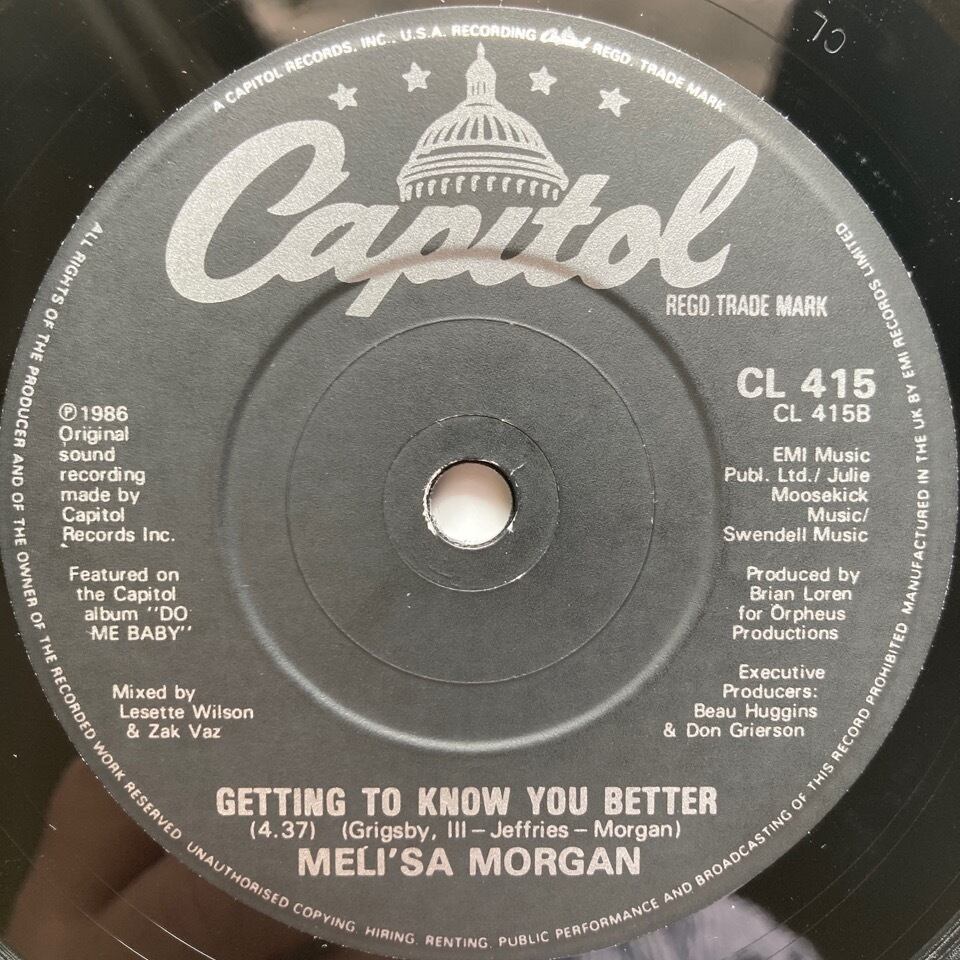 A CAPITOL RECORDS, INC., U.S.A. RECORDING Capitol REGD. TRADE MARK
Capitol
REGD. TRADE MARK
CL 415
CL 415B
℗1986
Original
sound
recording
made by
Capitol
Records Inc.
Featured on
the Capitol
album "DO
ME BABY"
Mixed by
Lesette Wilson
& Zak Vaz
EMI Music
Publ. Ltd./ Julie
Moosekick
Music/
Swendell Music
Produced by
Brian Loren
for Orpheus
Productions
Executive
Producers:
Beau Huggins
& Don Grierson
GETTING TO KNOW YOU BETTER
(4.37) (Grigsby, III – Jeffries – Morgan)
MELI'SA MORGAN
ALL RIGHTS OF THE PRODUCER AND OF THE OWNER OF THE RECORDED WORK RESERVED UNAUTHORISED COPYING, HIRING, RENTING, PUBLIC PERFORMANCE AND BROADCASTING OF THIS RECORD PROHIBITED MANUFACTURED IN THE UK BY EMI RECORDS LIMITED